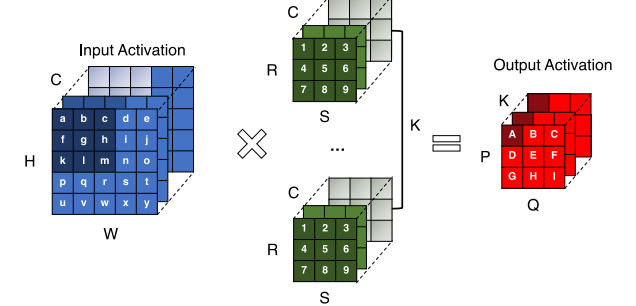 Input Activation
C
H
a b c d e
f g h i j
k l m n o
p q r s t
u v w x y
W
C
R
1 2 3
4 5 6
7 8 9
S
...
K
C
R
1 2 3
4 5 6
7 8 9
S
Output Activation
K
P
A B C
D E F
G H I
Q